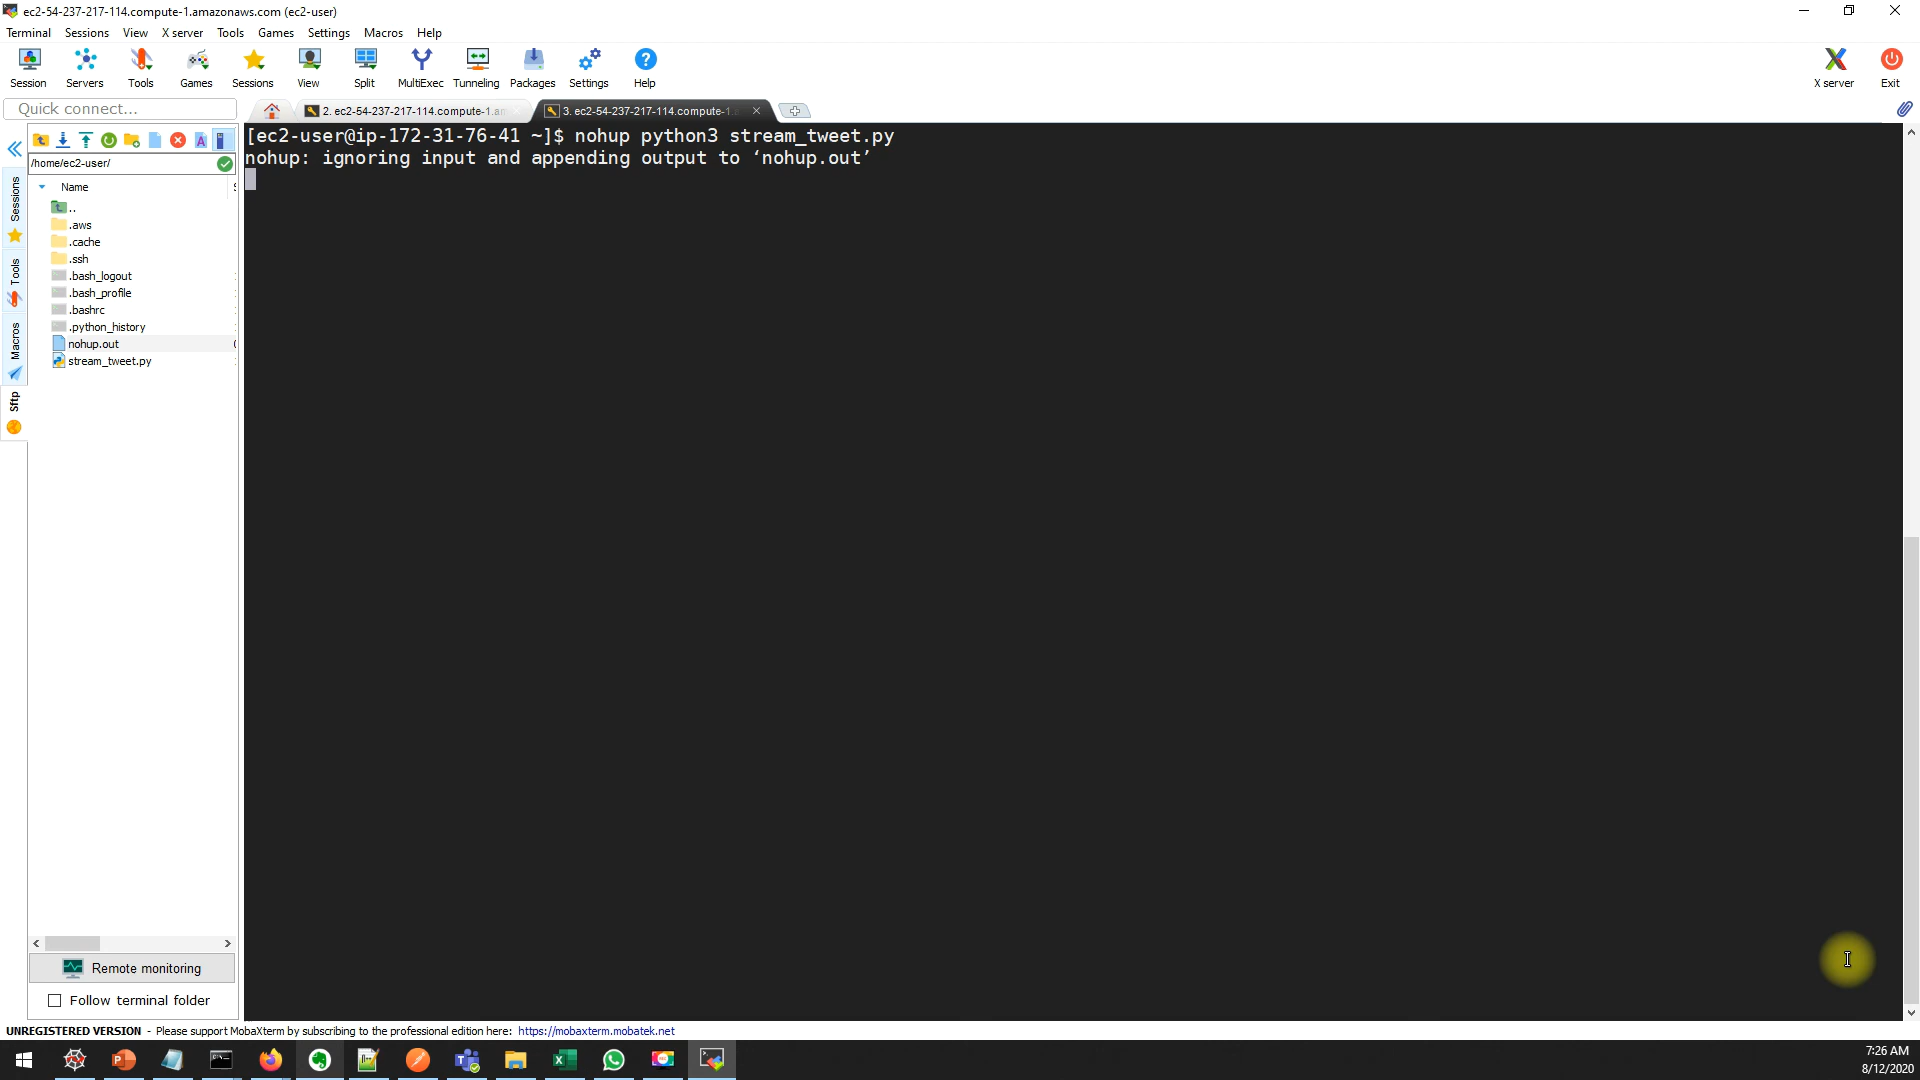 ec2-54-237-217-114.compute-1.amazonaws.com (ec2-user)
Terminal Sessions View X server Tools Games Settings Macros Help
Session Servers Tools Games Sessions View Split MultiExec Tunneling Packages Settings Help X server Exit
Quick connect...
2. ec2-54-237-217-114.compute-1.am
3. ec2-54-237-217-114.compute-1.a
[ec2-user@ip-172-31-76-41 ~]$ nohup python3 stream_tweet.py
nohup: ignoring input and appending output to ‘nohup.out’
/home/ec2-user/
Name
..
.aws
.cache
.ssh
.bash_logout
.bash_profile
.bashrc
.python_history
nohup.out
stream_tweet.py
Sessions
Tools
Macros
Sftp
Remote monitoring
Follow terminal folder
UNREGISTERED VERSION - Please support MobaXterm by subscribing to the professional edition here: https://mobaxterm.mobatek.net
7:26 AM
8/12/2020